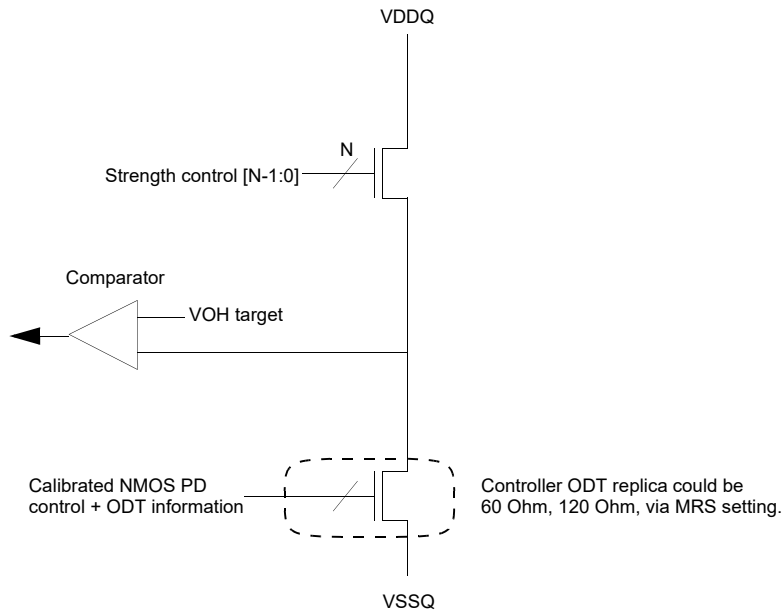 VDDQ
N
Strength control [N-1:0]
Comparator
VOH target
Calibrated NMOS PD
control + ODT information
Controller ODT replica could be
60 Ohm, 120 Ohm, via MRS setting.
VSSQ